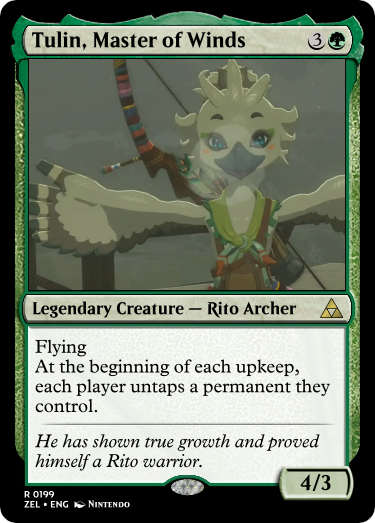 Tulin, Master of Winds 3
Legendary Creature — Rito Archer
Flying
At the beginning of each upkeep,
each player untaps a permanent they
control.
He has shown true growth and proved
himself a Rito warrior.
4/3
R 0199
ZEL • ENG Nintendo